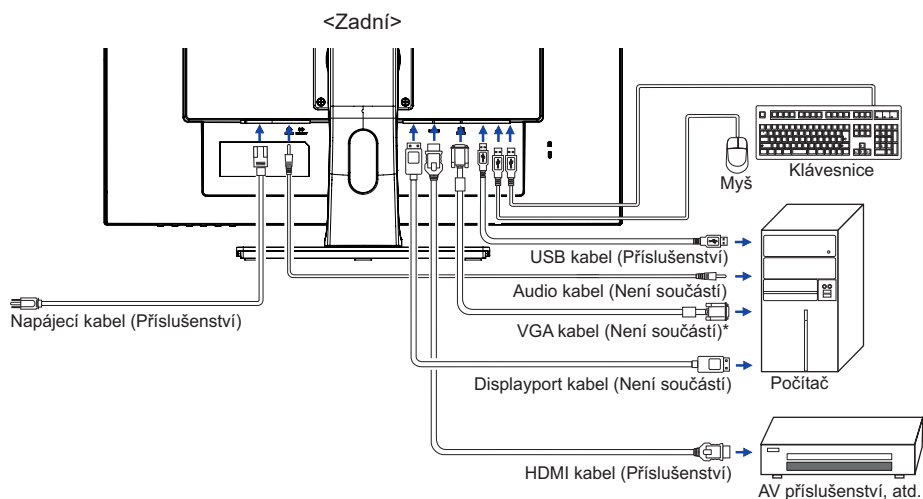 <Zadní>
Klávesnice
Myš
USB kabel (Příslušenství)
Audio kabel (Není součástí)
Napájecí kabel (Příslušenství)
VGA kabel (Není součástí)*
Displayport kabel (Není součástí)
Počítač
HDMI kabel (Příslušenství)
AV příslušenství, atd.